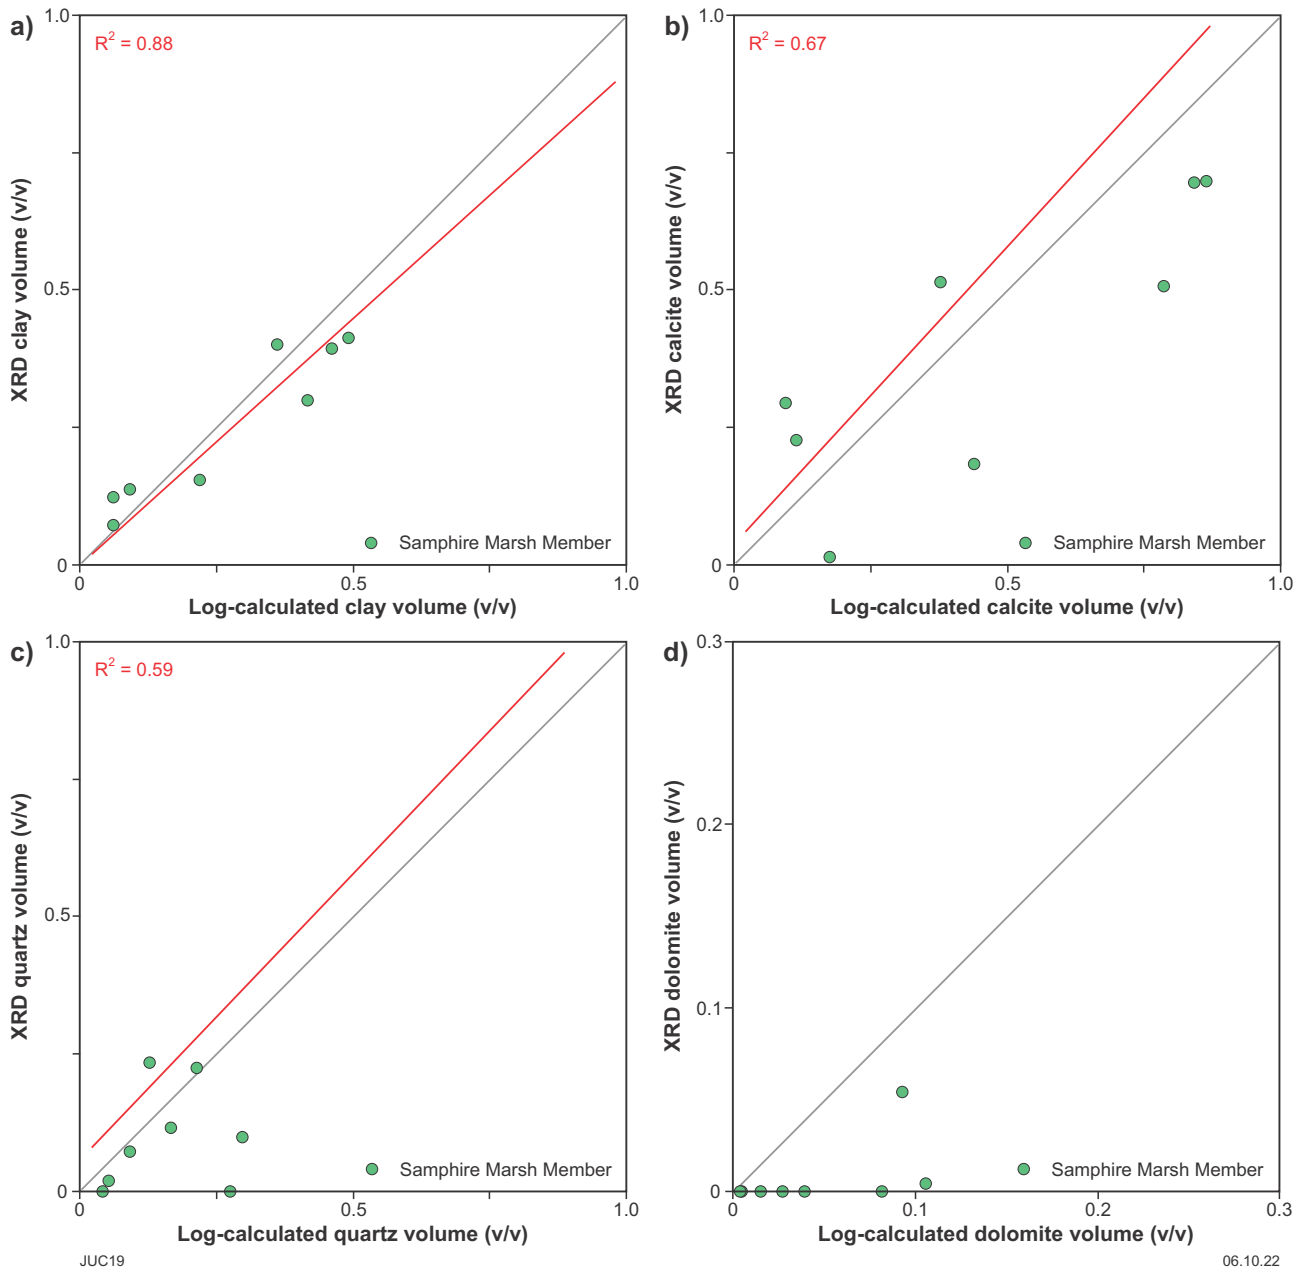 a)
R² = 0.88
1.0
0.5
0
XRD clay volume (v/v)
Samphire Marsh Member
0
0.5
1.0
Log-calculated clay volume (v/v)
b)
R² = 0.67
1.0
0.5
0
XRD calcite volume (v/v)
Samphire Marsh Member
0
0.5
1.0
Log-calculated calcite volume (v/v)
c)
R² = 0.59
1.0
0.5
0
XRD quartz volume (v/v)
Samphire Marsh Member
0.0
0.5
1.0
Log-calculated quartz volume (v/v)
d)
0.3
0.2
0.1
0
XRD dolomite volume (v/v)
Samphire Marsh Member
0
0.1
0.2
0.3
Log-calculated dolomite volume (v/v)
JUC19
06.10.22